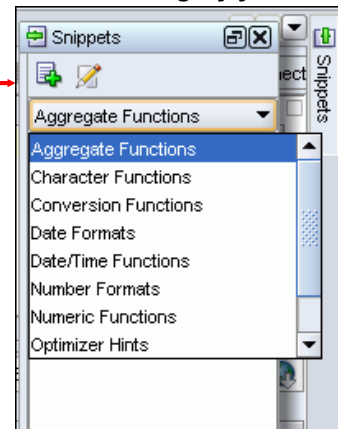 Snippets
Aggregate Functions
Aggregate Functions
Character Functions
Conversion Functions
Date Formats
Date/Time Functions
Number Formats
Numeric Functions
Optimizer Hints
Snippets